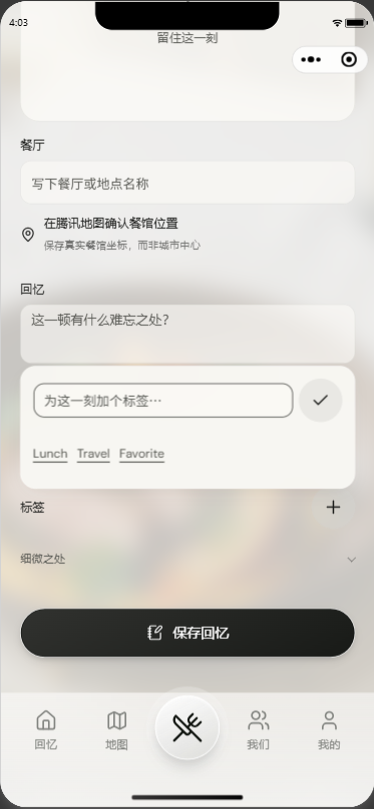 4:03
留住这一刻
餐厅
写下餐厅或地点名称
在腾讯地图确认餐馆位置
保存真实餐馆坐标，而非城市中心
回忆
这一顿有什么难忘之处？
为这一刻加个标签…
Lunch Travel Favorite
标签
细微之处
保存回忆
回忆 地图 我们 我的